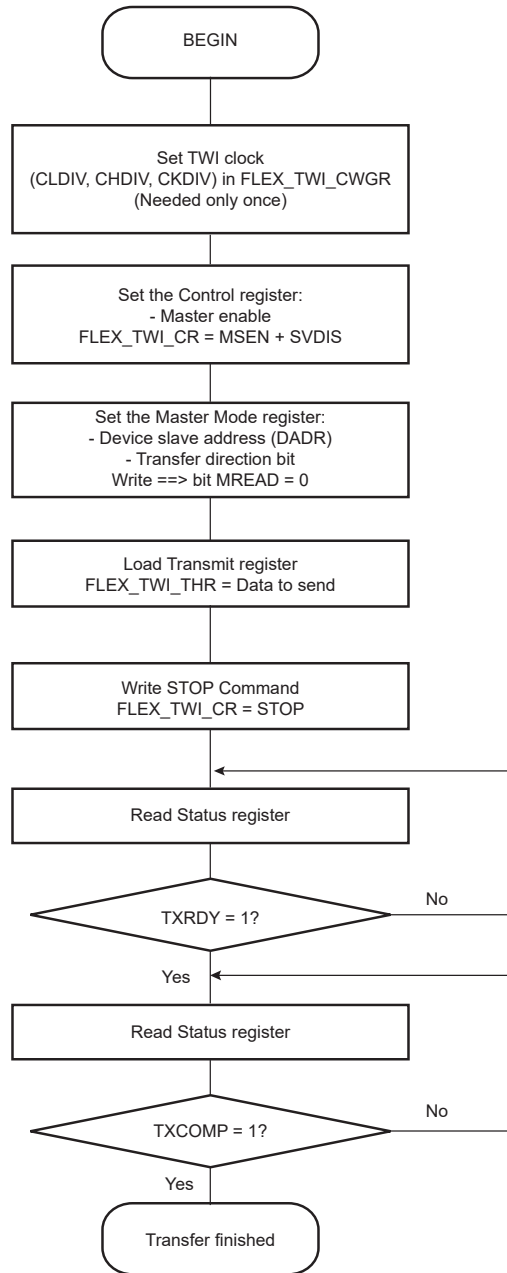 BEGIN
Set TWI clock
(CLDIV, CHDIV, CKDIV) in FLEX_TWI_CWGR
(Needed only once)
Set the Control register:
- Master enable
FLEX_TWI_CR = MSEN + SVDIS
Set the Master Mode register:
- Device slave address (DADR)
- Transfer direction bit
Write ==> bit MREAD = 0
Load Transmit register
FLEX_TWI_THR = Data to send
Write STOP Command
FLEX_TWI_CR = STOP
Read Status register
TXRDY = 1?
No
Yes
Read Status register
TXCOMP = 1?
No
Yes
Transfer finished